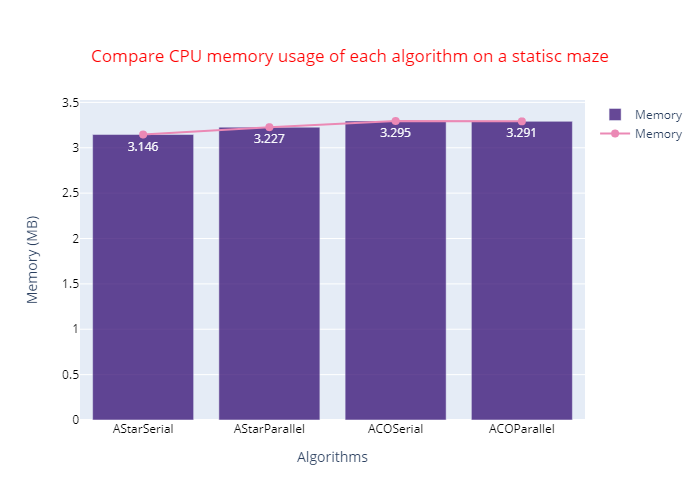 Compare CPU memory usage of each algorithm on a statisc maze
3.5
3
2.5
2
1.5
1
0.5
0
Memory (MB)
3.146
3.227
3.295
3.291
AStarSerial
AStarParallel
ACOSerial
ACOParallel
Algorithms
Memory
Memory